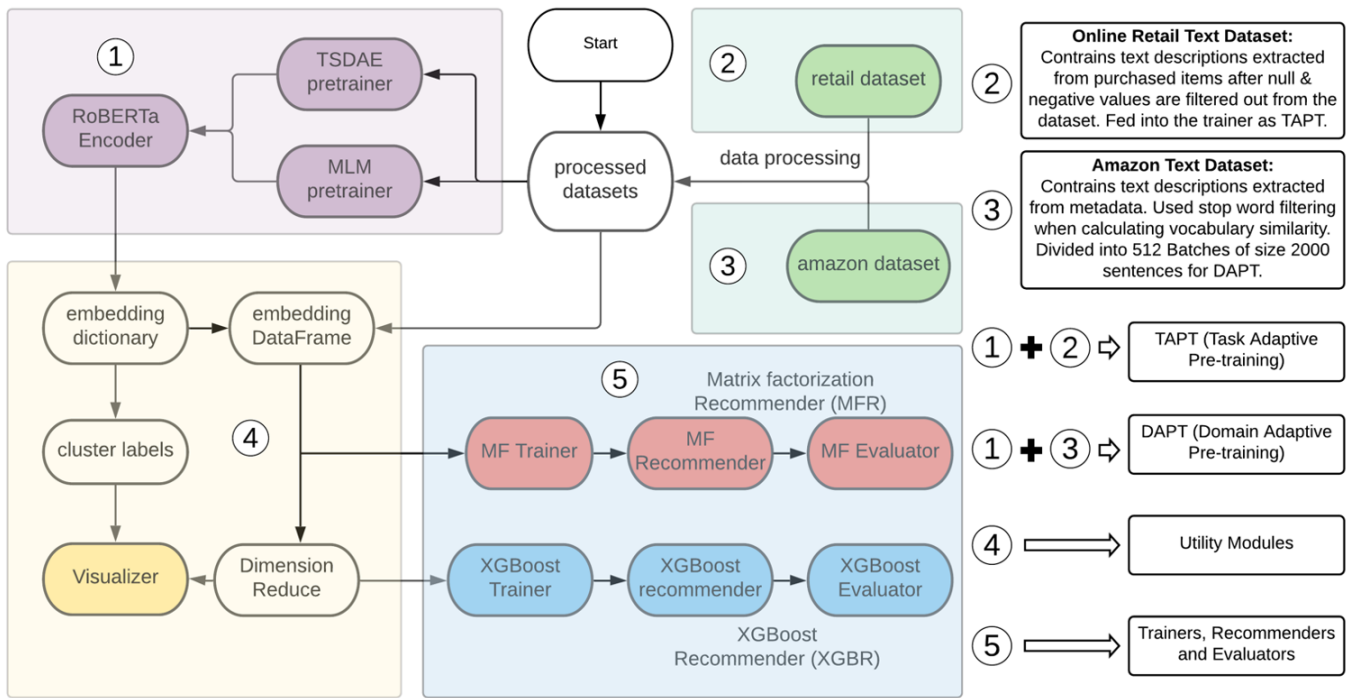 1
TSDAE
pretrainer
RoBERTa
Encoder
MLM
pretrainer
Start
processed
datasets
2
retail dataset
data processing
3
amazon dataset
embedding
dictionary
embedding
DataFrame
cluster labels
4
Visualizer
Dimension
Reduce
5
Matrix factorization
Recommender (MFR)
MF Trainer
MF
Recommender
MF Evaluator
XGBoost
Trainer
XGBoost
recommender
XGBoost
Evaluator
XGBoost
Recommender (XGBR)
2
Online Retail Text Dataset:
Contrains text descriptions extracted
from purchased items after null &
negative values are filtered out from the
dataset. Fed into the trainer as TAPT.
3
Amazon Text Dataset:
Contrains text descriptions extracted
from metadata. Used stop word filtering
when calculating vocabulary similarity.
Divided into 512 Batches of size 2000
sentences for DAPT.
1 + 2
TAPT (Task Adaptive
Pre-training)
1 + 3
DAPT (Domain Adaptive
Pre-training)
4
Utility Modules
5
Trainers, Recommenders
and Evaluators